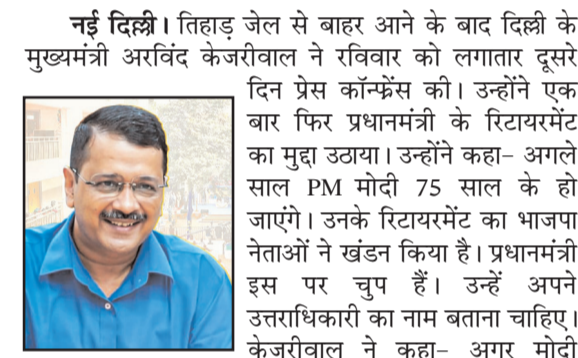 नई दिल्ली। तिहाड़ जेल से बाहर आने के बाद दिल्ली के
मुख्यमंत्री अरविंद केजरीवाल ने रविवार को लगातार दूसरे
दिन प्रेस कॉन्फ्रेंस की। उन्होंने एक
बार फिर प्रधानमंत्री के रिटायरमेंट
का मुद्दा उठाया। उन्होंने कहा– अगले
साल PM मोदी 75 साल के हो
जाएंगे। उनके रिटायरमेंट का भाजपा
नेताओं ने खंडन किया है। प्रधानमंत्री
इस पर चुप हैं। उन्हें अपने
उत्तराधिकारी का नाम बताना चाहिए।
केजरीवाल ने कहा– अगर मोदी